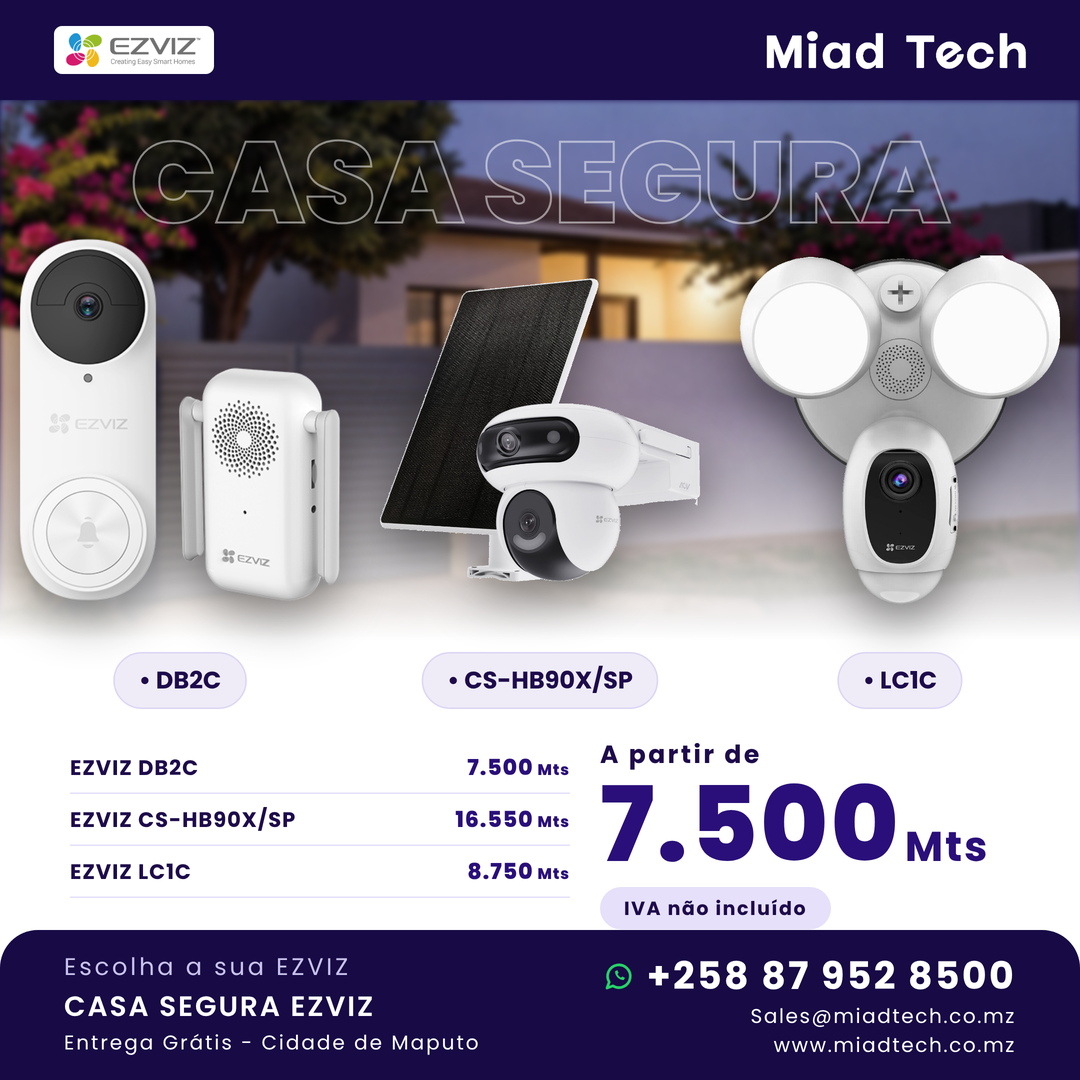 EZVIZ™
Creating Easy Smart Homes
Miad Tech
CASA SEGURA
EZVIZ
EZVIZ
EZVIZ
EZVIZ
• DB2C
• CS-HB90X/SP
• LC1C
EZVIZ DB2C 7.500 Mts
EZVIZ CS-HB90X/SP 16.550 Mts
EZVIZ LC1C 8.750 Mts
A partir de
7.500 Mts
IVA não incluído
Escolha a sua EZVIZ
CASA SEGURA EZVIZ
Entrega Grátis - Cidade de Maputo
+258 87 952 8500
Sales@miadtech.co.mz
www.miadtech.co.mz